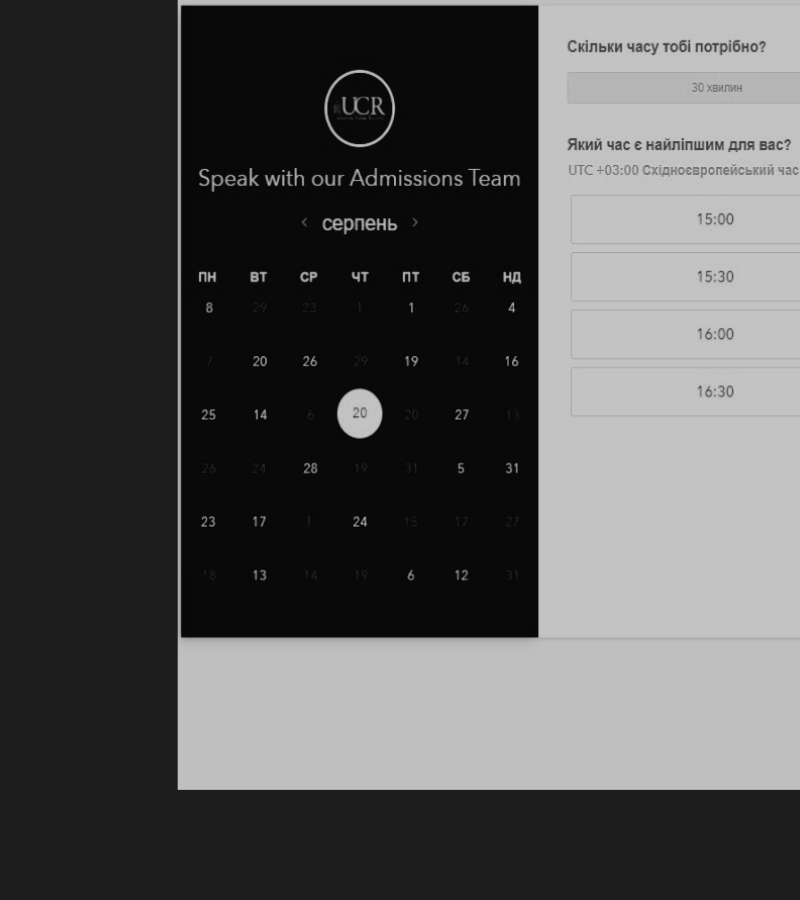 UCR
Speak with our Admissions Team
‹ серпень ›
ПН ВТ СР ЧТ ПТ СБ НД
8 29 23 1 1 26 4
7 20 26 29 19 14 16
25 14 6 20 20 27 13
26 24 28 19 31 5 31
23 17 1 24 15 17 27
18 13 14 19 6 12 31
Скільки часу тобі потрібно?
30 хвилин
Який час є найліпшим для вас?
UTC +03:00 Східноєвропейський час
15:00
15:30
16:00
16:30